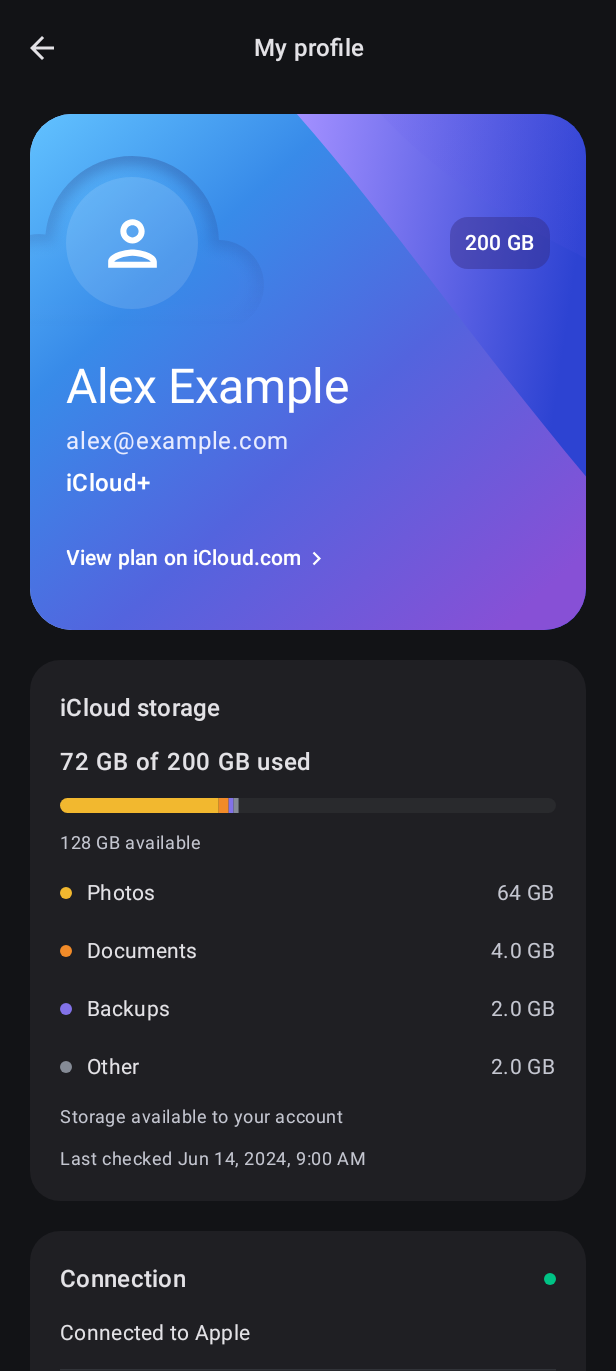 My profile
200 GB
Alex Example
alex@example.com
iCloud+
View plan on iCloud.com
iCloud storage
72 GB of 200 GB used
128 GB available
Photos 64 GB
Documents 4.0 GB
Backups 2.0 GB
Other 2.0 GB
Storage available to your account
Last checked Jun 14, 2024, 9:00 AM
Connection
Connected to Apple